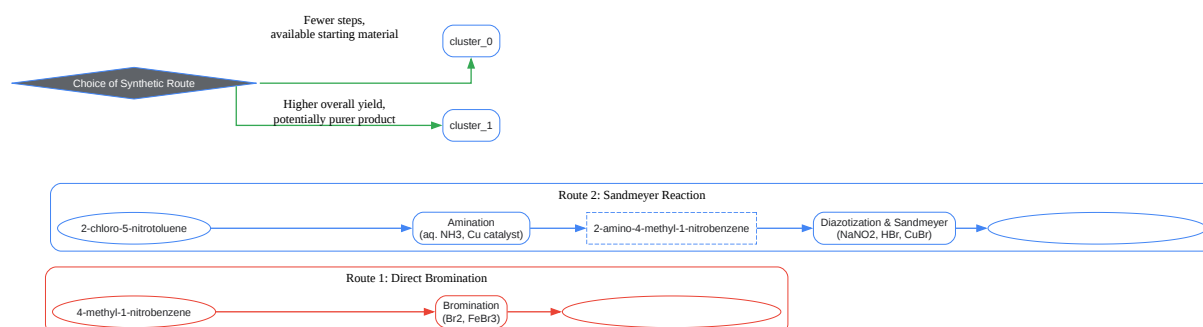 Fewer steps,
available starting material
cluster_0
Choice of Synthetic Route
Higher overall yield,
potentially purer product
cluster_1
Route 2: Sandmeyer Reaction
2-chloro-5-nitrotoluene
Amination
(aq. NH3, Cu catalyst)
2-amino-4-methyl-1-nitrobenzene
Diazotization & Sandmeyer
(NaNO2, HBr, CuBr)
Route 1: Direct Bromination
4-methyl-1-nitrobenzene
Bromination
(Br2, FeBr3)